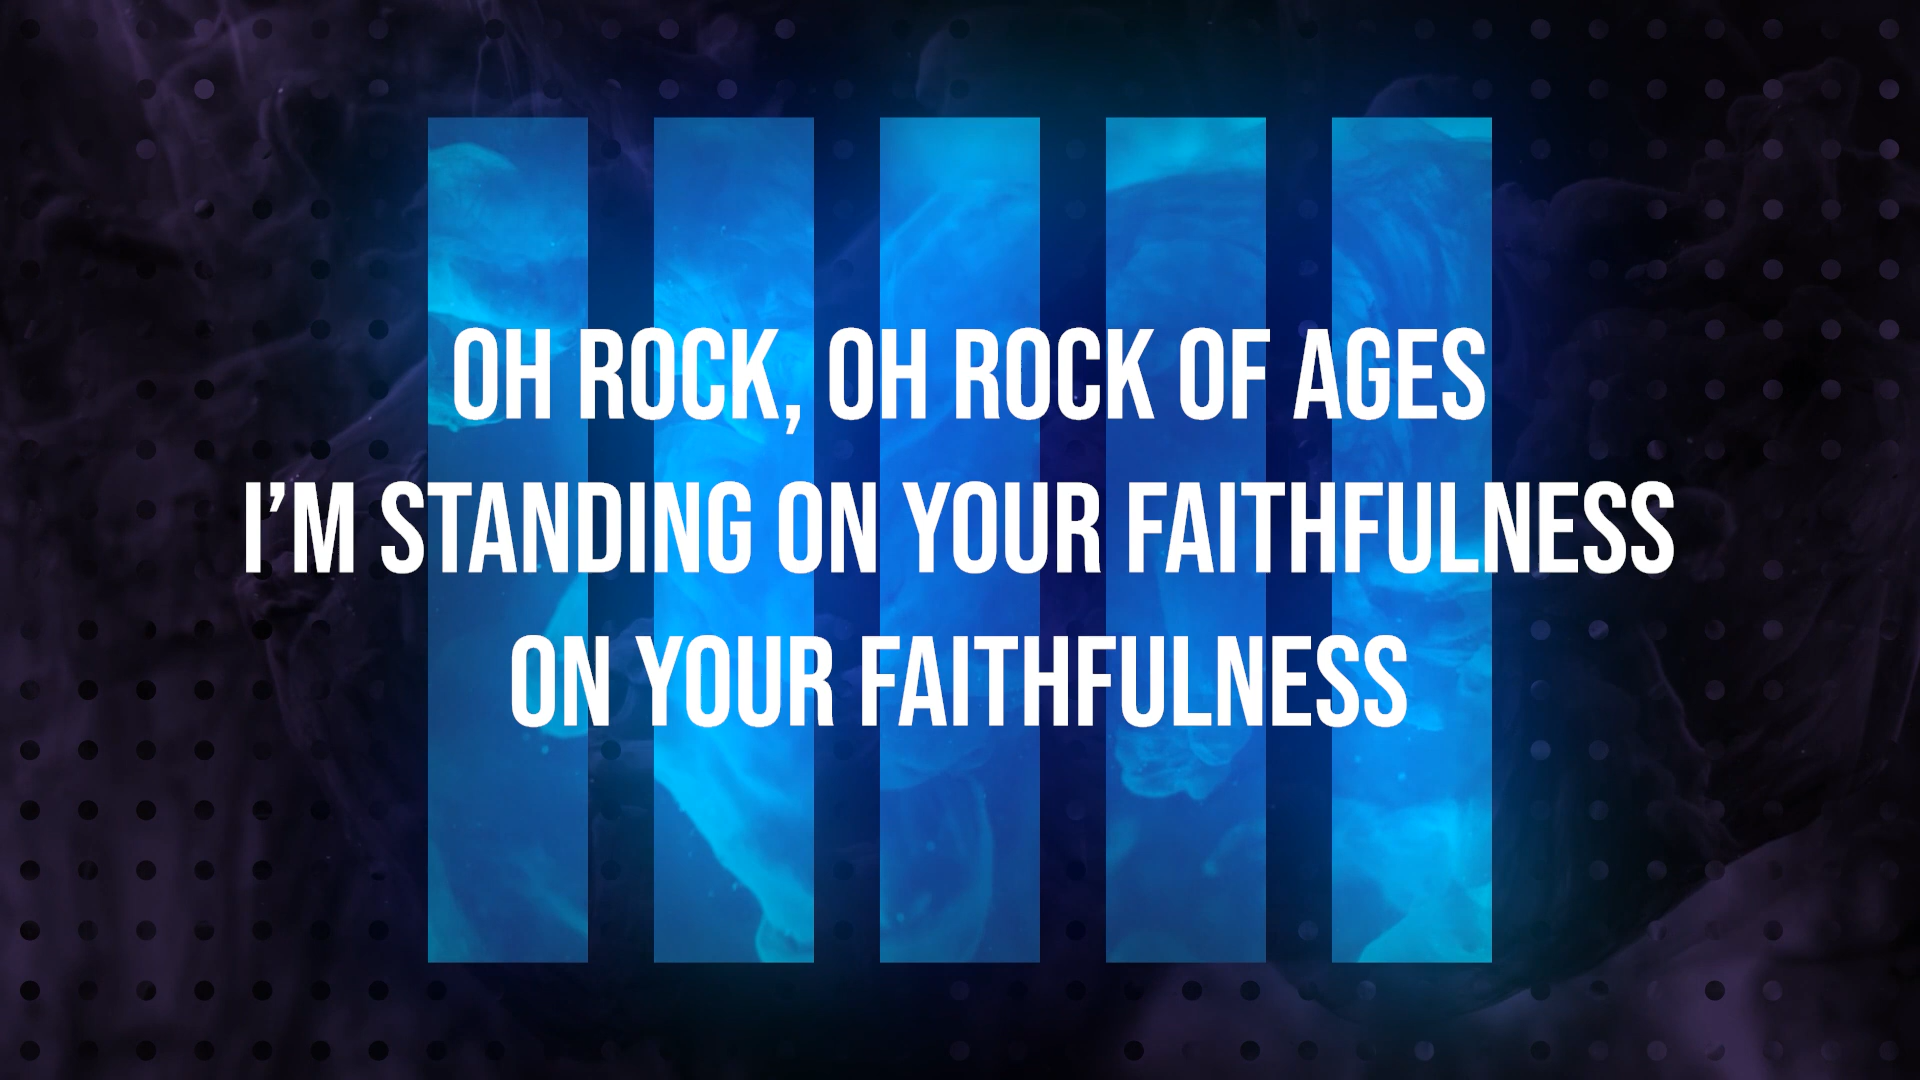 OH ROCK, OH ROCK OF AGES
I’M STANDING ON YOUR FAITHFULNESS
ON YOUR FAITHFULNESS